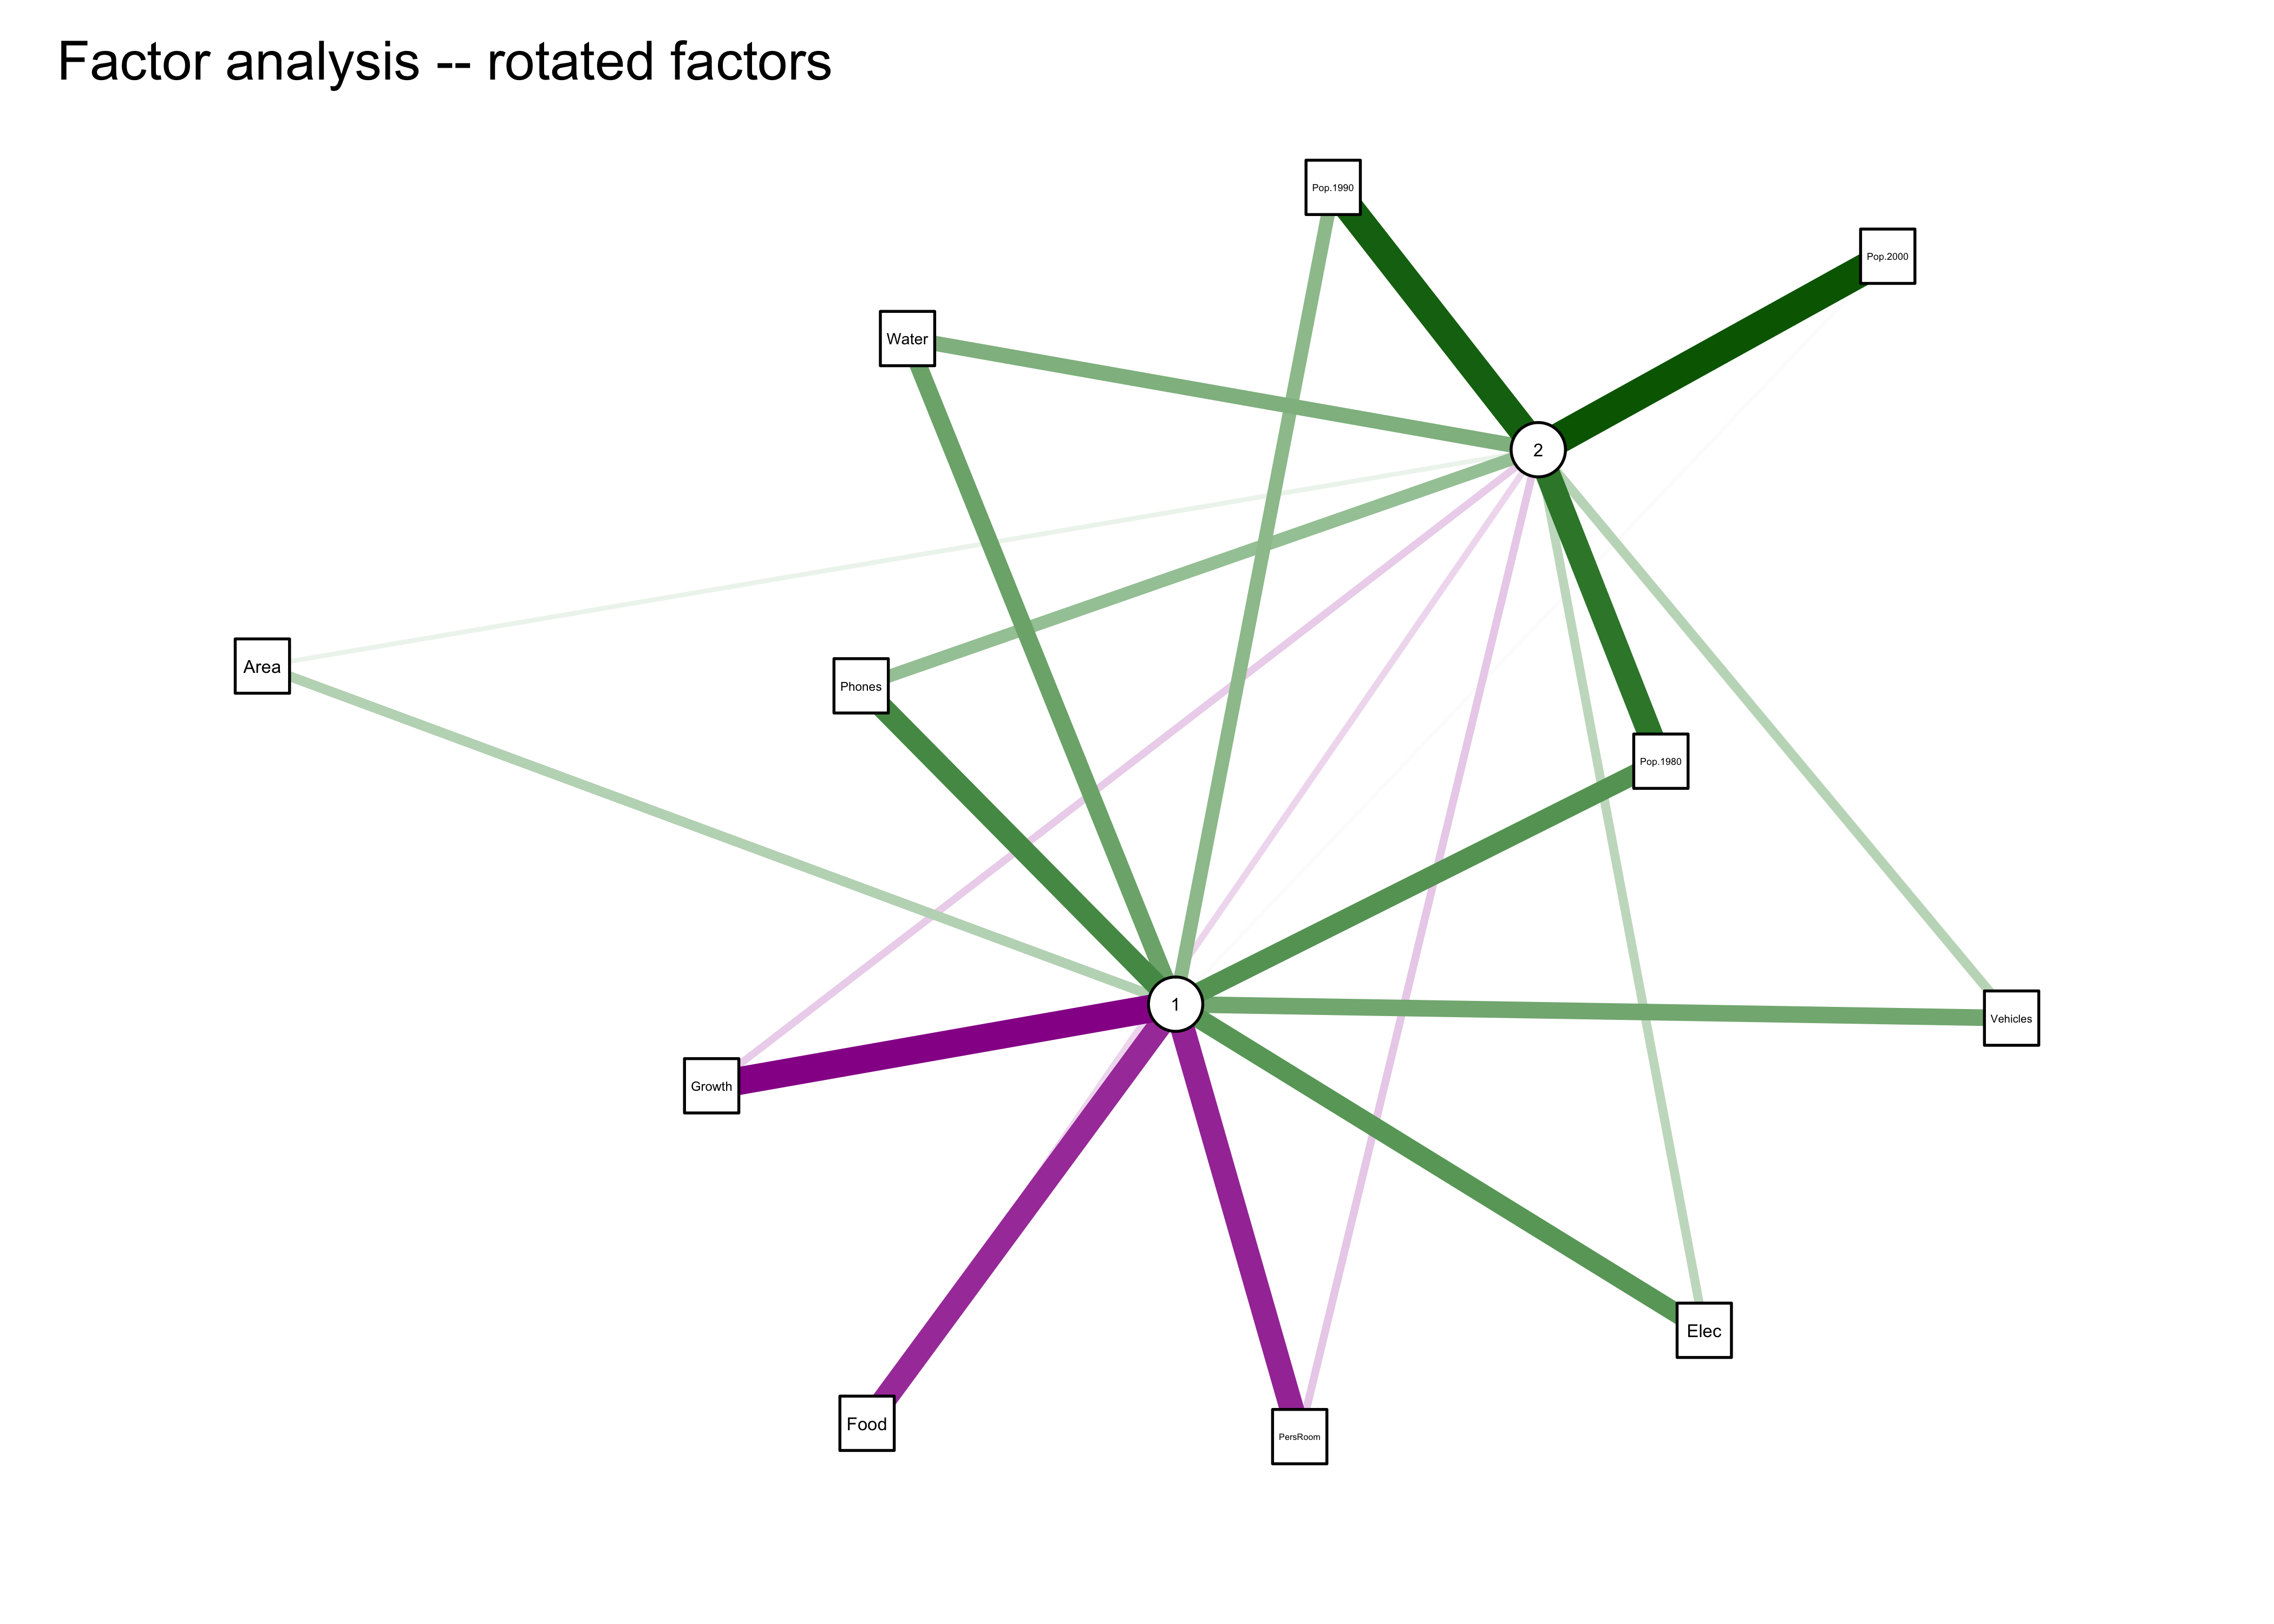 Factor analysis -- rotated factors
Pop.1990
Pop.2000
Water
2
Area
Phones
Pop.1980
1
Vehicles
Growth
Elec
Food
PersRoom